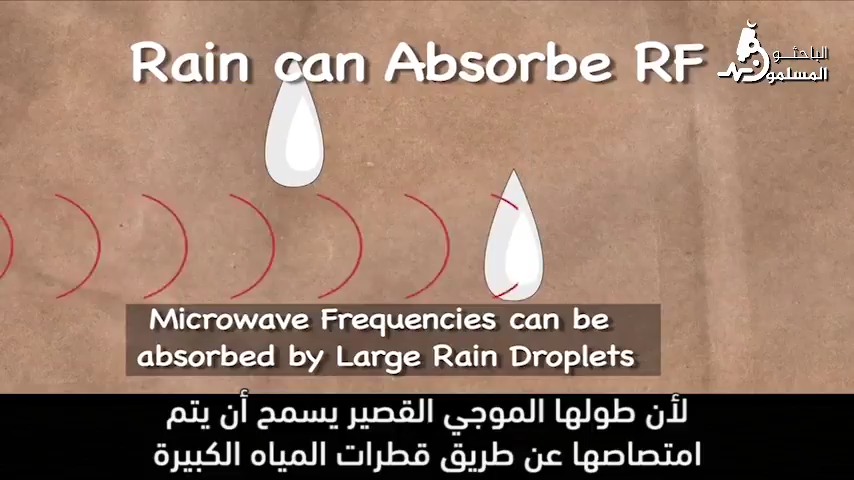 Rain can Absorbe RF
الباحثـون
المسلمون
Microwave Frequencies can be
absorbed by Large Rain Droplets
لأن طولها الموجي القصير يسمح أن يتم
امتصاصها عن طريق قطرات المياه الكبيرة